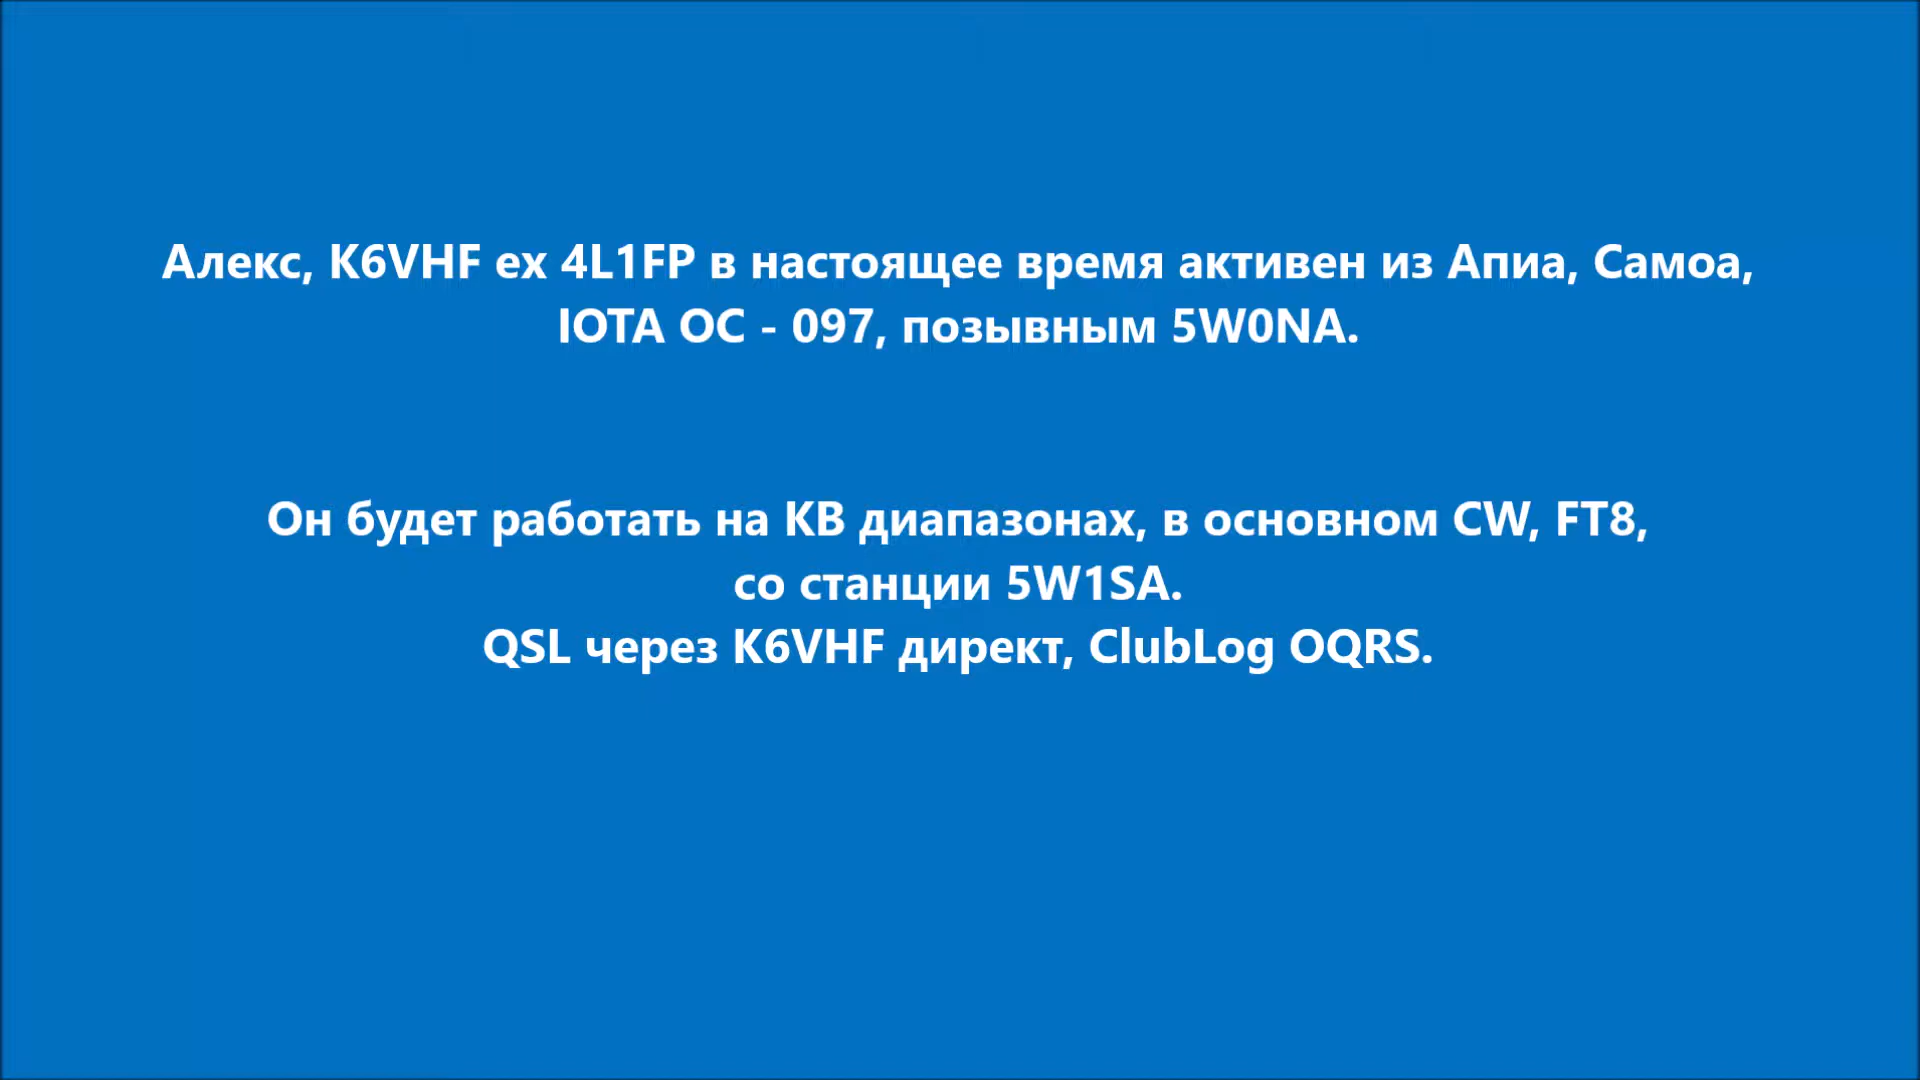 Алекс, K6VHF ex 4L1FP в настоящее время активен из Апиа, Самоа,
IOTA OC - 097, позывным 5W0NA.
Он будет работать на КВ диапазонах, в основном CW, FT8,
со станции 5W1SA.
QSL через K6VHF директ, ClubLog OQRS.